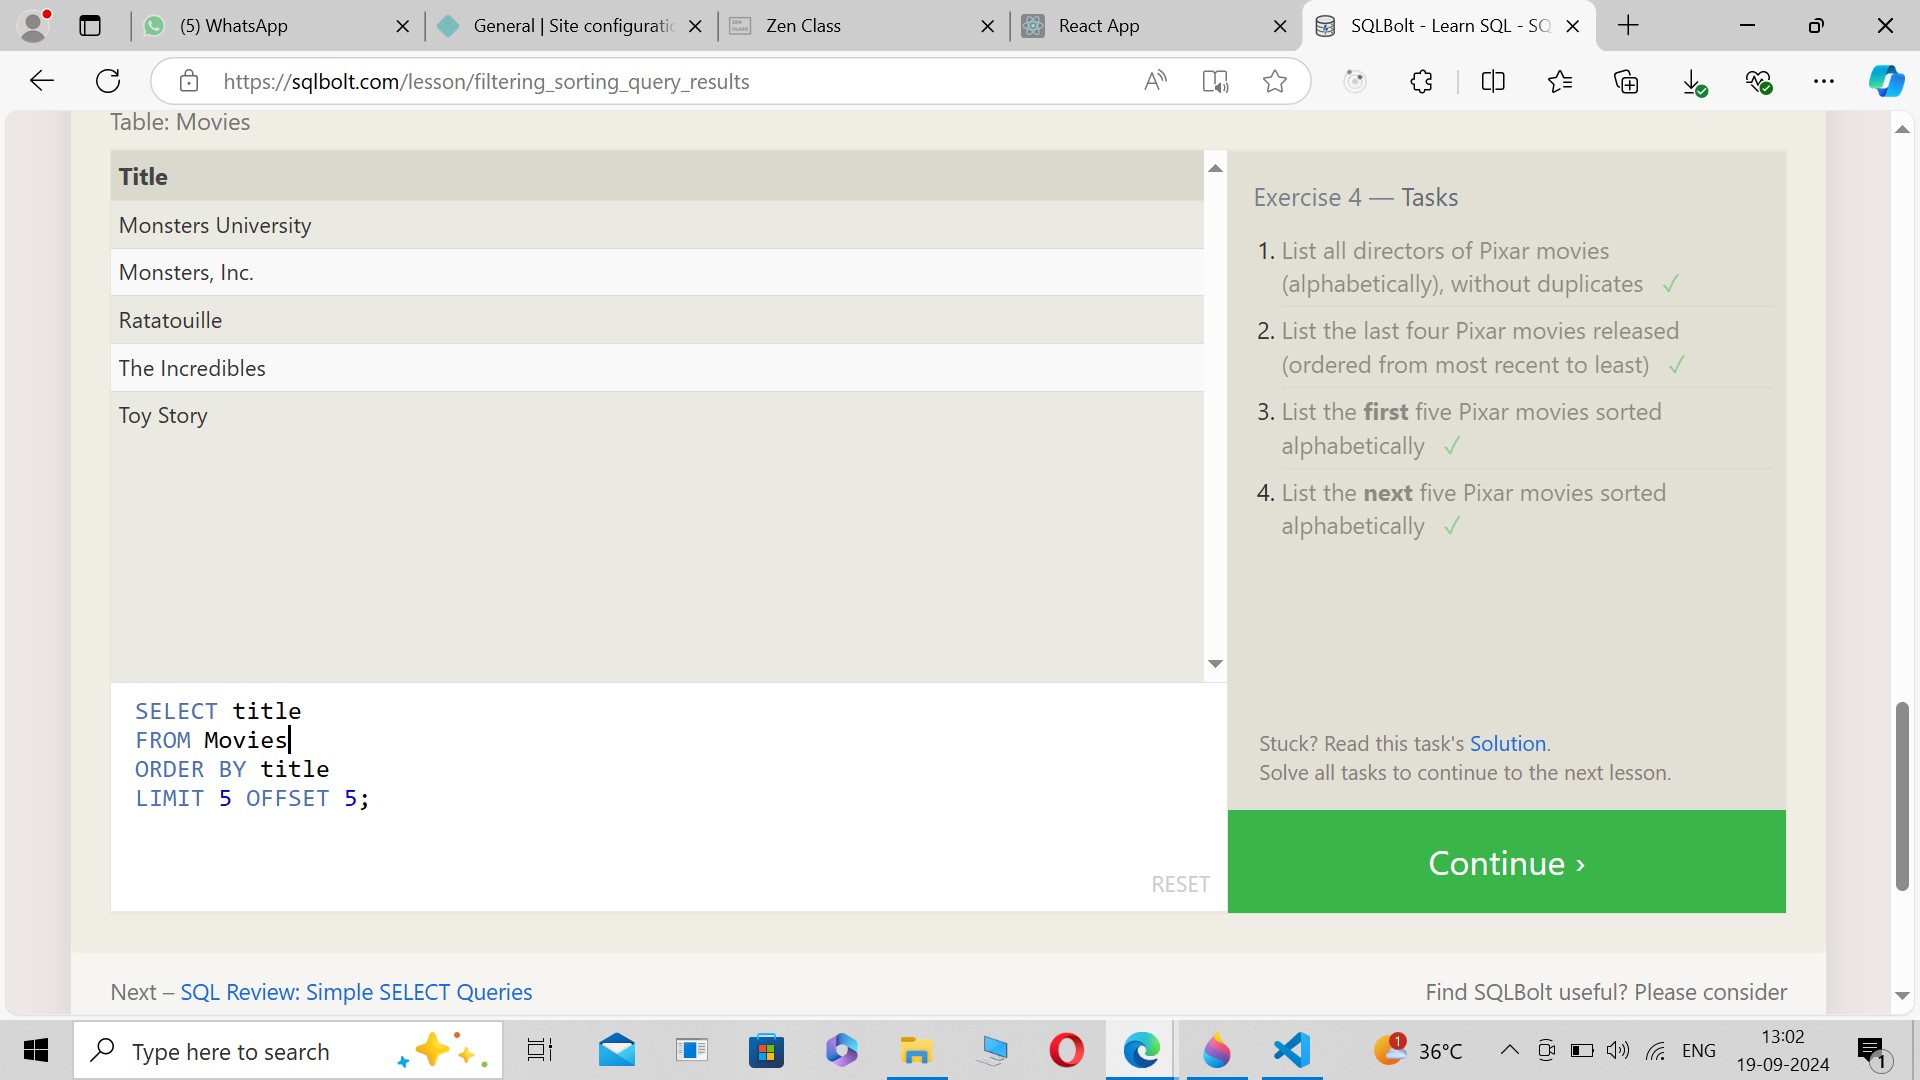 (5) WhatsApp
General | Site configuratio
Zen Class
React App
SQLBolt - Learn SQL - SQ
https://sqlbolt.com/lesson/filtering_sorting_query_results
Table: Movies
Title
Monsters University
Monsters, Inc.
Ratatouille
The Incredibles
Toy Story
SELECT title
FROM Movies
ORDER BY title
LIMIT 5 OFFSET 5;
RESET
Exercise 4 — Tasks
1. List all directors of Pixar movies
(alphabetically), without duplicates ✓
2. List the last four Pixar movies released
(ordered from most recent to least) ✓
3. List the first five Pixar movies sorted
alphabetically ✓
4. List the next five Pixar movies sorted
alphabetically ✓
Stuck? Read this task's Solution.
Solve all tasks to continue to the next lesson.
Continue ›
Next – SQL Review: Simple SELECT Queries
Find SQLBolt useful? Please consider
Type here to search
1
36°C
ENG
13:02
19-09-2024
1